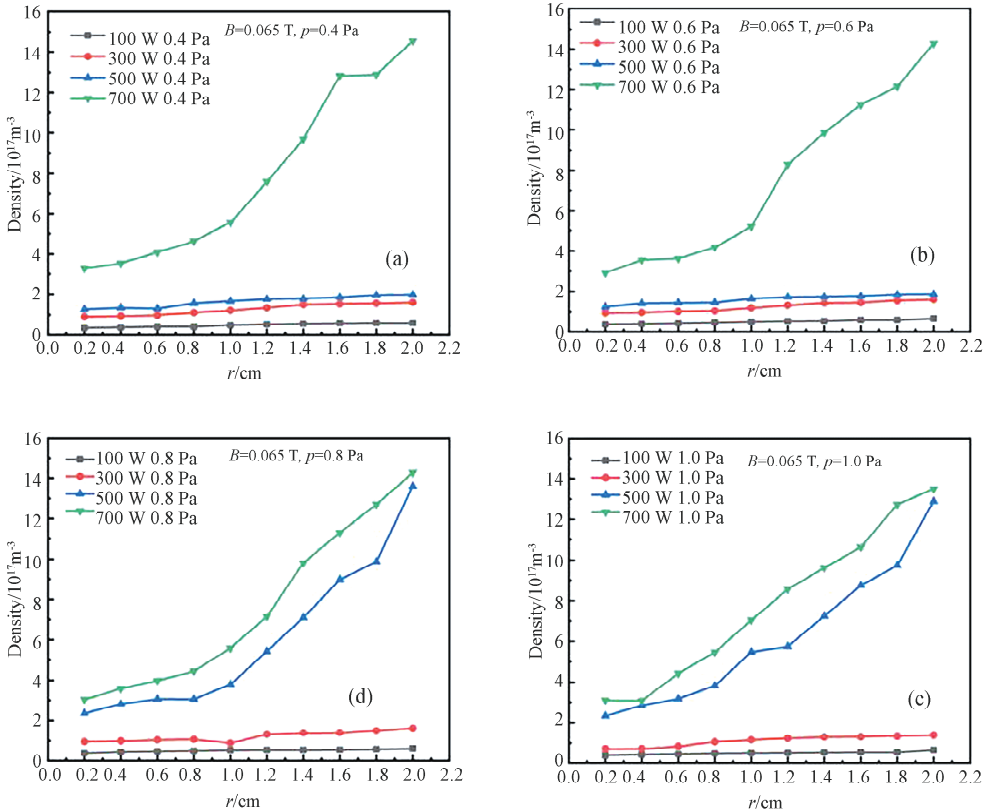 16
14
12
10
8
6
4
2
0
Density/10¹⁷m⁻³
100 W 0.4 Pa
300 W 0.4 Pa
500 W 0.4 Pa
700 W 0.4 Pa
B=0.065 T, p=0.4 Pa
(a)
0.0 0.2 0.4 0.6 0.8 1.0 1.2 1.4 1.6 1.8 2.0 2.2
r/cm
16
14
12
10
8
6
4
2
0
Density/10¹⁷m⁻³
100 W 0.6 Pa
300 W 0.6 Pa
500 W 0.6 Pa
700 W 0.6 Pa
B=0.065 T, p=0.6 Pa
(b)
0.0 0.2 0.4 0.6 0.8 1.0 1.2 1.4 1.6 1.8 2.0 2.2
r/cm
16
14
12
10
8
6
4
2
0
Density/10¹⁷m⁻³
100 W 0.8 Pa
300 W 0.8 Pa
500 W 0.8 Pa
700 W 0.8 Pa
B=0.065 T, p=0.8 Pa
(d)
0.0 0.2 0.4 0.6 0.8 1.0 1.2 1.4 1.6 1.8 2.0 2.2
r/cm
16
14
12
10
8
6
4
2
0
Density/10¹⁷m⁻³
100 W 1.0 Pa
300 W 1.0 Pa
500 W 1.0 Pa
700 W 1.0 Pa
B=0.065 T, p=1.0 Pa
(c)
0.0 0.2 0.4 0.6 0.8 1.0 1.2 1.4 1.6 1.8 2.0 2.2
r/cm